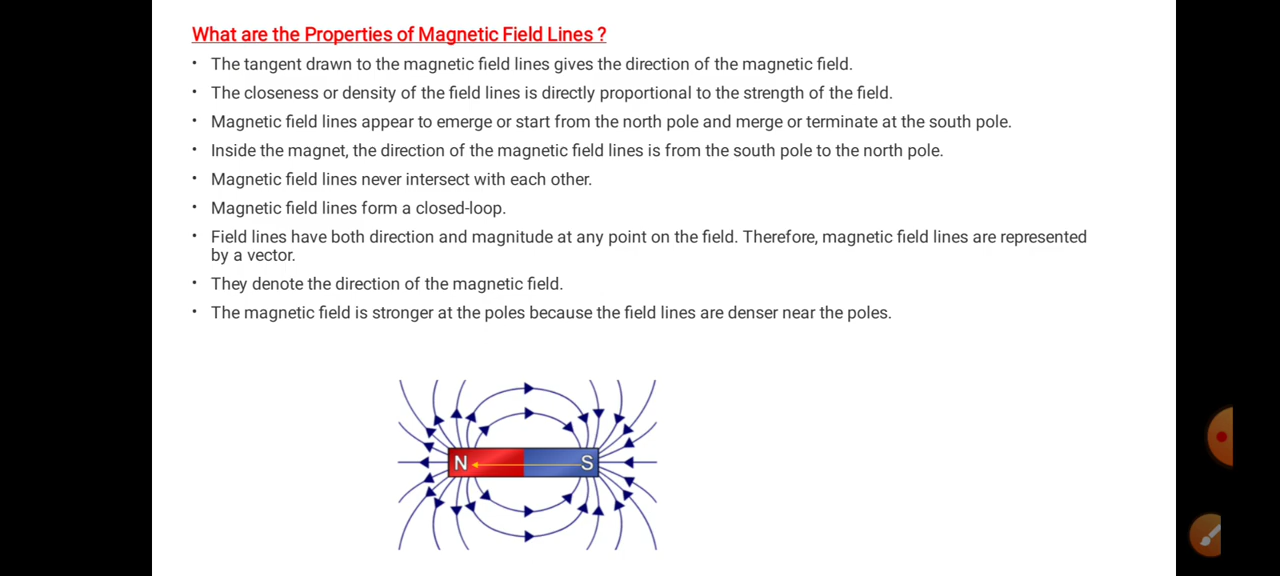 What are the Properties of Magnetic Field Lines ?
• The tangent drawn to the magnetic field lines gives the direction of the magnetic field.
• The closeness or density of the field lines is directly proportional to the strength of the field.
• Magnetic field lines appear to emerge or start from the north pole and merge or terminate at the south pole.
• Inside the magnet, the direction of the magnetic field lines is from the south pole to the north pole.
• Magnetic field lines never intersect with each other.
• Magnetic field lines form a closed-loop.
• Field lines have both direction and magnitude at any point on the field. Therefore, magnetic field lines are represented
by a vector.
• They denote the direction of the magnetic field.
• The magnetic field is stronger at the poles because the field lines are denser near the poles.
N S